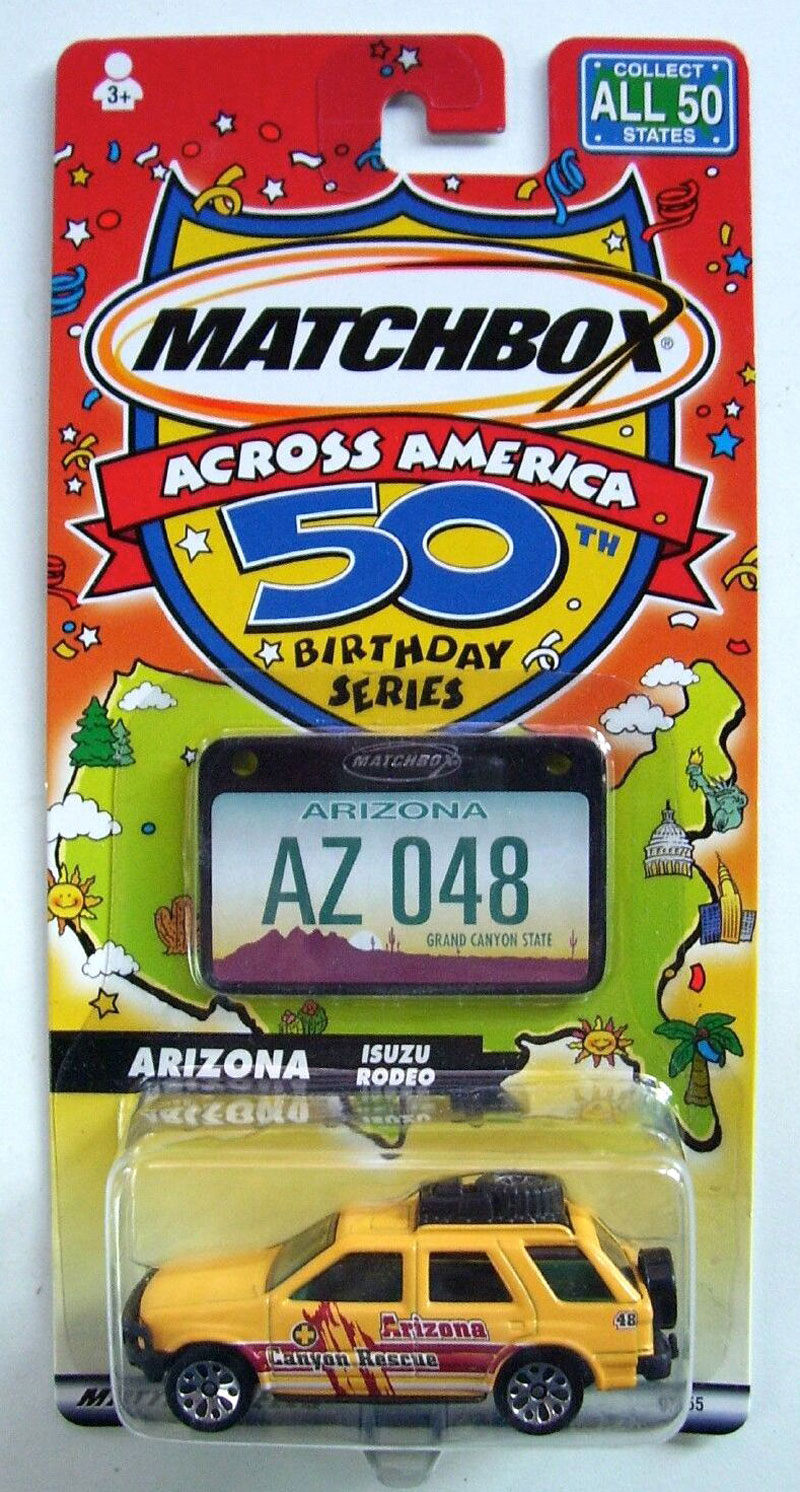 3+
COLLECT
ALL 50
STATES
MATCHBOX®
ACROSS AMERICA
50TH
BIRTHDAY
SERIES
MATCHBOX
ARIZONA
AZ 048
GRAND CANYON STATE
ARIZONA
ISUZU
RODEO
Arizona
48
Canyon Rescue